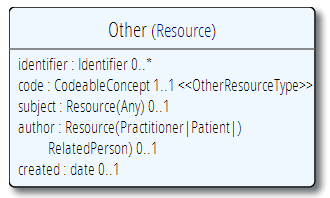 Other (Resource)
identifier : Identifier 0..*
code : CodeableConcept 1..1 <<OtherResourceType>>
subject : Resource(Any) 0..1
author : Resource(Practitioner|Patient|)
RelatedPerson) 0..1
created : date 0..1